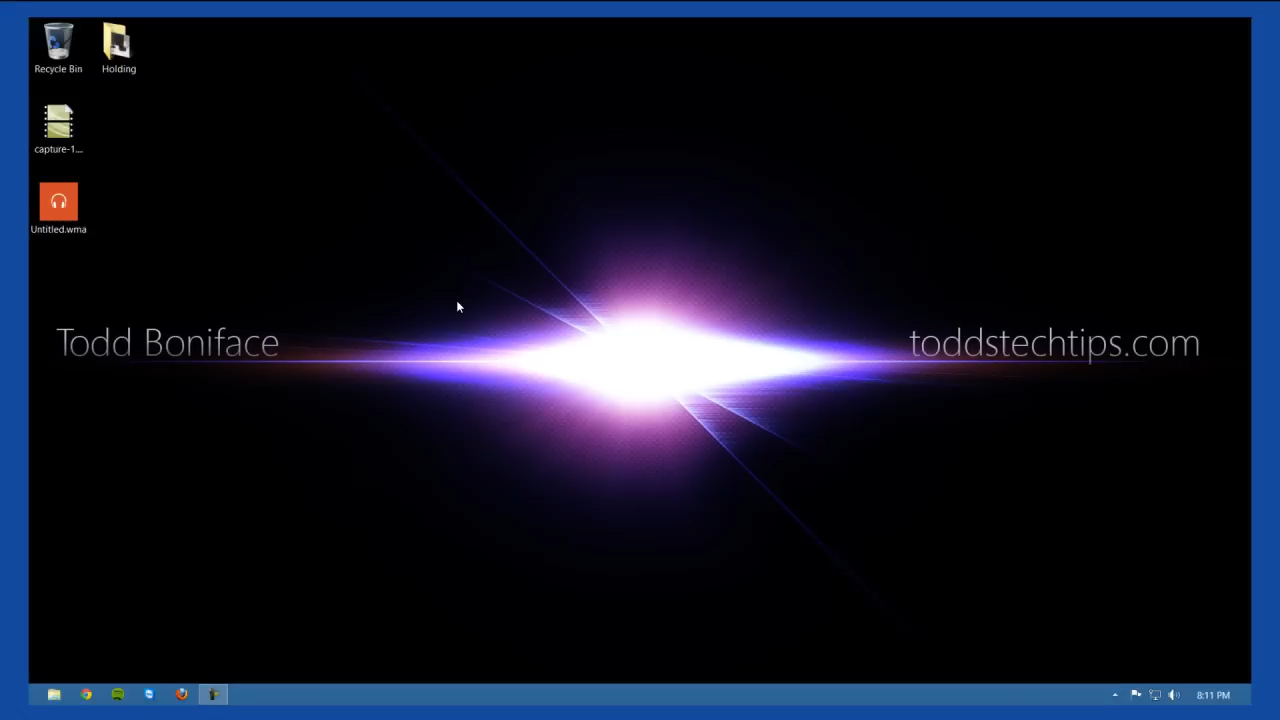 Recycle Bin
Holding
capture-1....
Untitled.wma
Todd Boniface
toddstechtips.com
8:11 PM